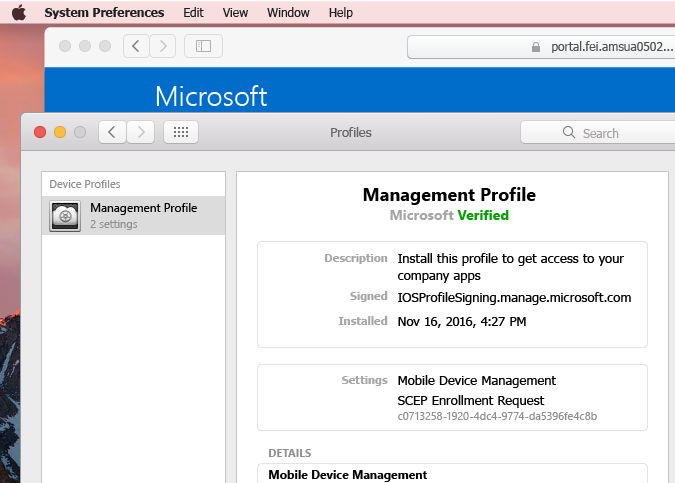 System Preferences Edit View Window Help
portal.fei.amsua0502...
Microsoft
Profiles
Search
Device Profiles
Management Profile
2 settings
Management Profile
Microsoft Verified
Description Install this profile to get access to your
company apps
Signed IOSProfileSigning.manage.microsoft.com
Installed Nov 16, 2016, 4:27 PM
Settings Mobile Device Management
SCEP Enrollment Request
c0713258-1920-4dc4-9774-da5396fe4c8b
DETAILS
Mobile Device Management